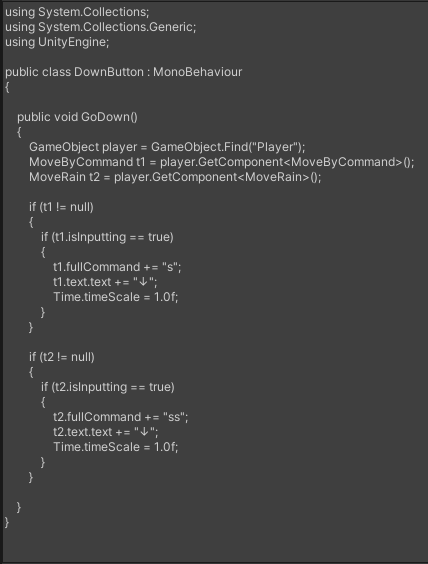 using System.Collections;
using System.Collections.Generic;
using UnityEngine;

public class DownButton : MonoBehaviour
{

    public void GoDown()
    {
        GameObject player = GameObject.Find("Player");
        MoveByCommand t1 = player.GetComponent<MoveByCommand>();
        MoveRain t2 = player.GetComponent<MoveRain>();

        if (t1 != null)
        {
            if (t1.isInputting == true)
            {
                t1.fullCommand += "s";
                t1.text.text += "↓";
                Time.timeScale = 1.0f;
            }
        }

        if (t2 != null)
        {
            if (t2.isInputting == true)
            {
                t2.fullCommand += "ss";
                t2.text.text += "↓";
                Time.timeScale = 1.0f;
            }
        }

    }
}